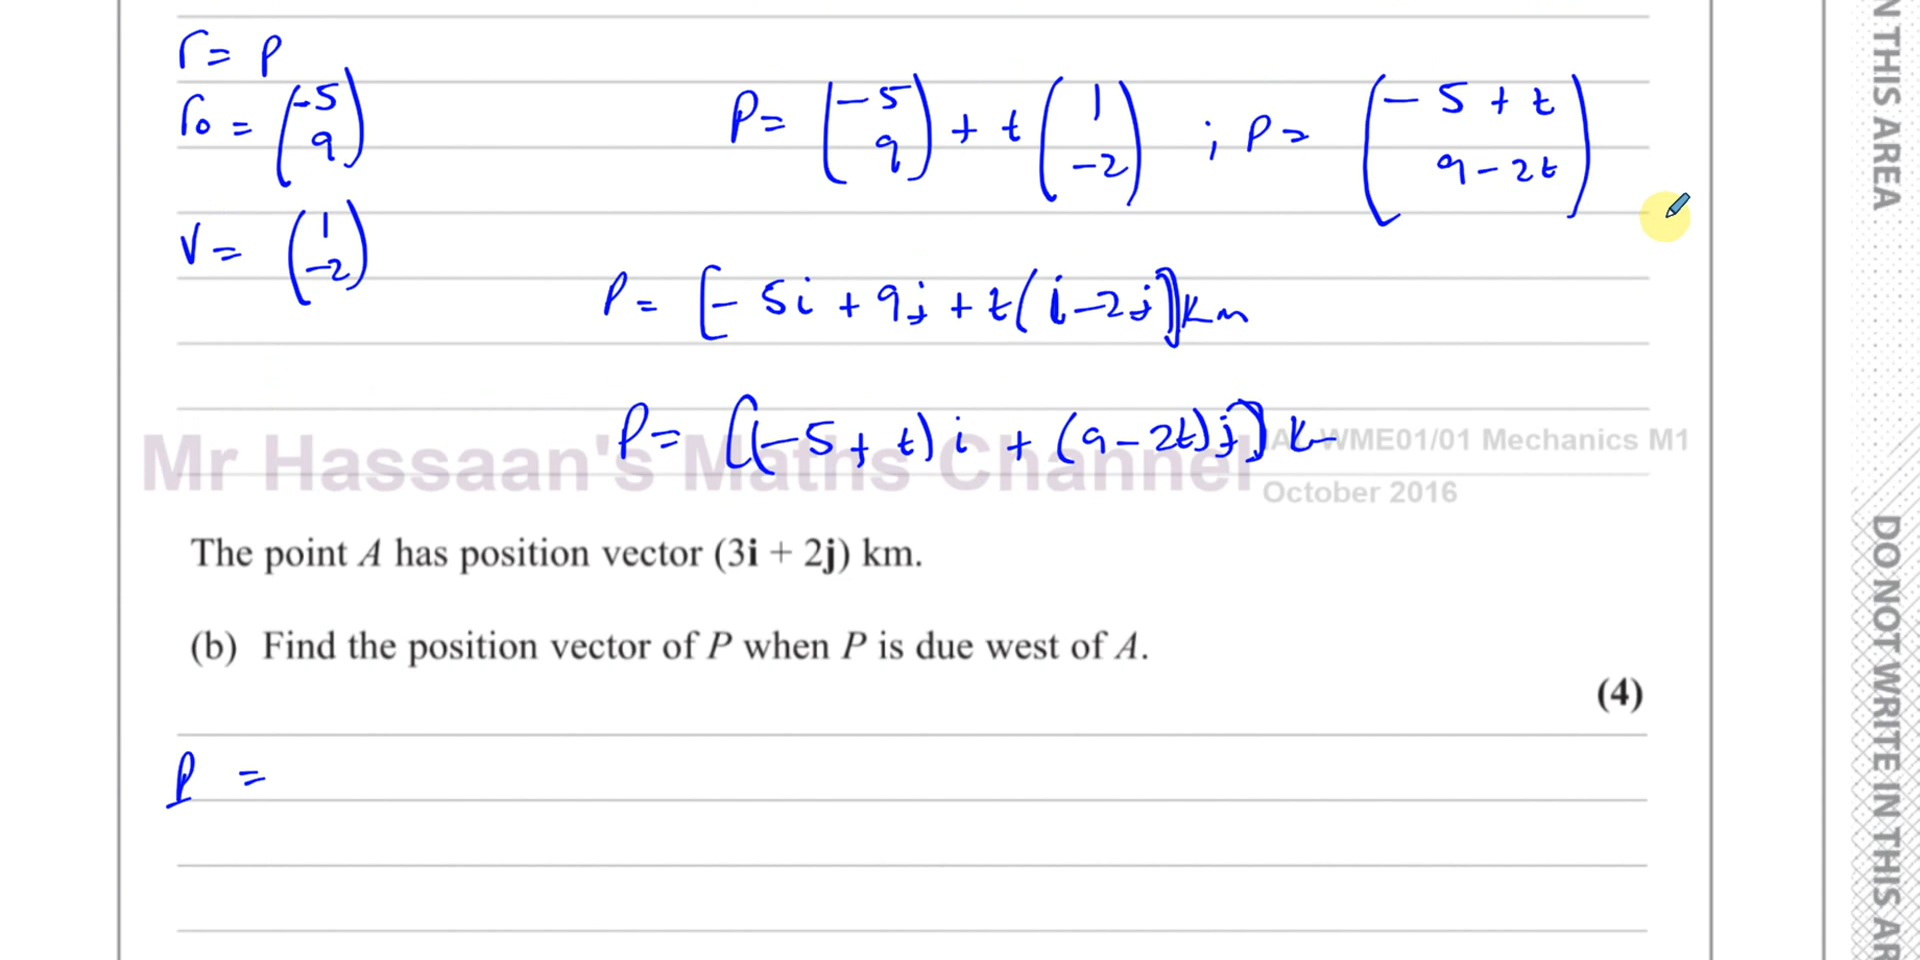 r = p
r₀ = (-5 9)
p = (-5 9) + t(1 -2) ; p = (-5 + t 9 - 2t)
v = (1 -2)
p = [-5i + 9j + t(i - 2j)]km
p = [(-5 + t)i + (9 - 2t)j] km
Mr Hassaan's Maths Channel
WME01/01 Mechanics M1
October 2016
The point A has position vector (3i + 2j) km.
(b) Find the position vector of P when P is due west of A.
(4)
p =
N THIS AREA
DO NOT WRITE IN THIS AR